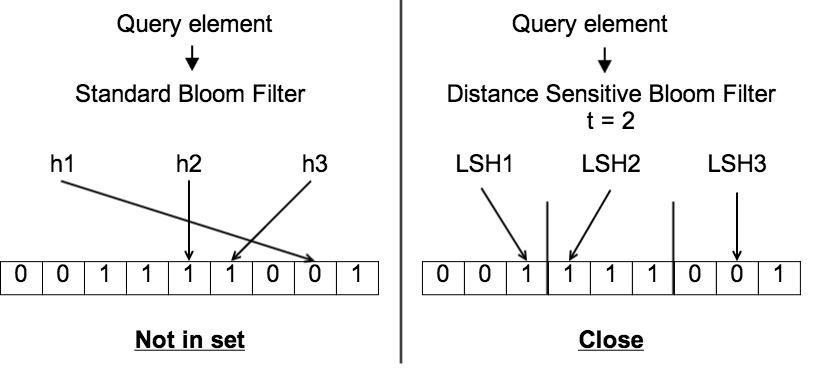 Query element
Standard Bloom Filter
h1 h2 h3
0 0 1 1 1 1 0 0 1
Not in set
Query element
Distance Sensitive Bloom Filter
t = 2
LSH1 LSH2 LSH3
0 0 1 1 1 1 0 0 1
Close